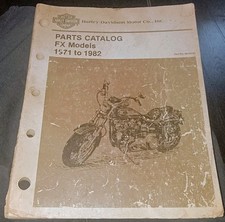 Harley-Davidson Motor Co., Inc.
PARTS CATALOG
FX Models
1971 to 1982